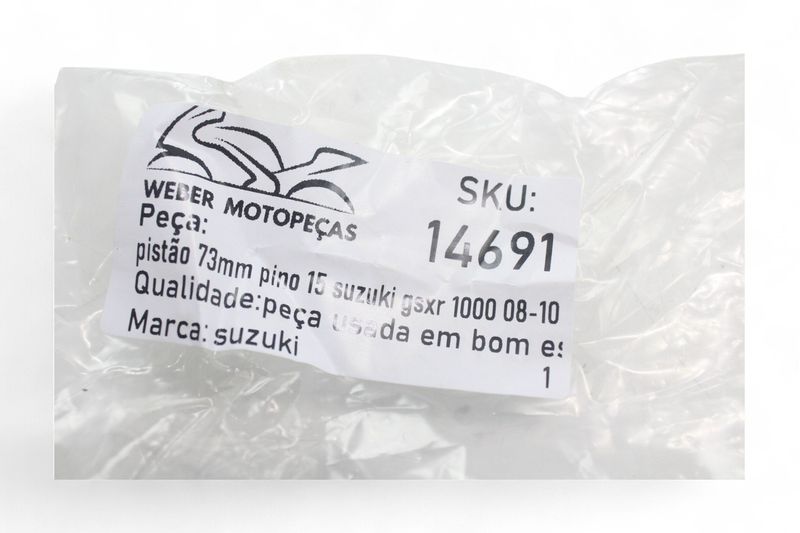 WEBER MOTOPEÇAS
SKU:
14691
Peça:
pistão 73mm pino 15 suzuki gsxr 1000 08-10
Qualidade:peça usada em bom es
Marca: suzuki
1